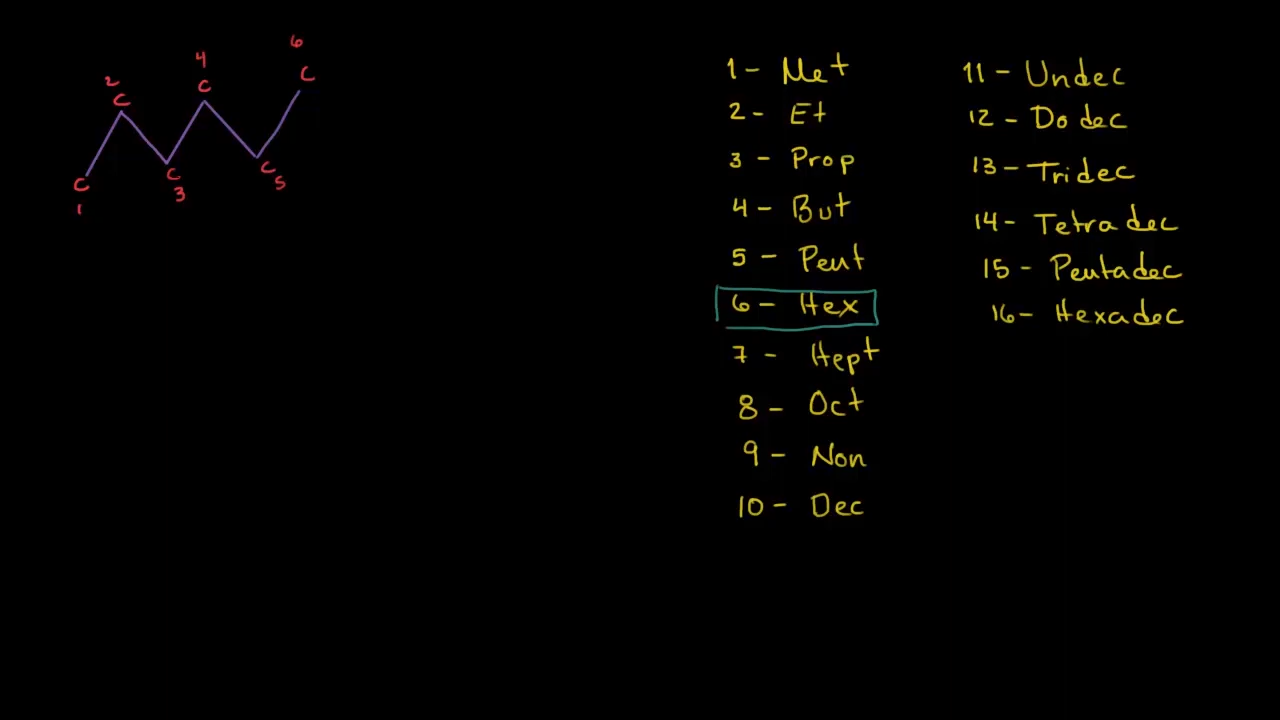 6
4 C
2
C C
C C
C 3 5
1
1 - Met
2 - Et
3 - Prop
4 - But
5 - Pent
6 - Hex
7 - Hept
8 - Oct
9 - Non
10 - Dec
11 - Undec
12 - Dodec
13 - Tridec
14 - Tetradec
15 - Pentadec
16 - Hexadec